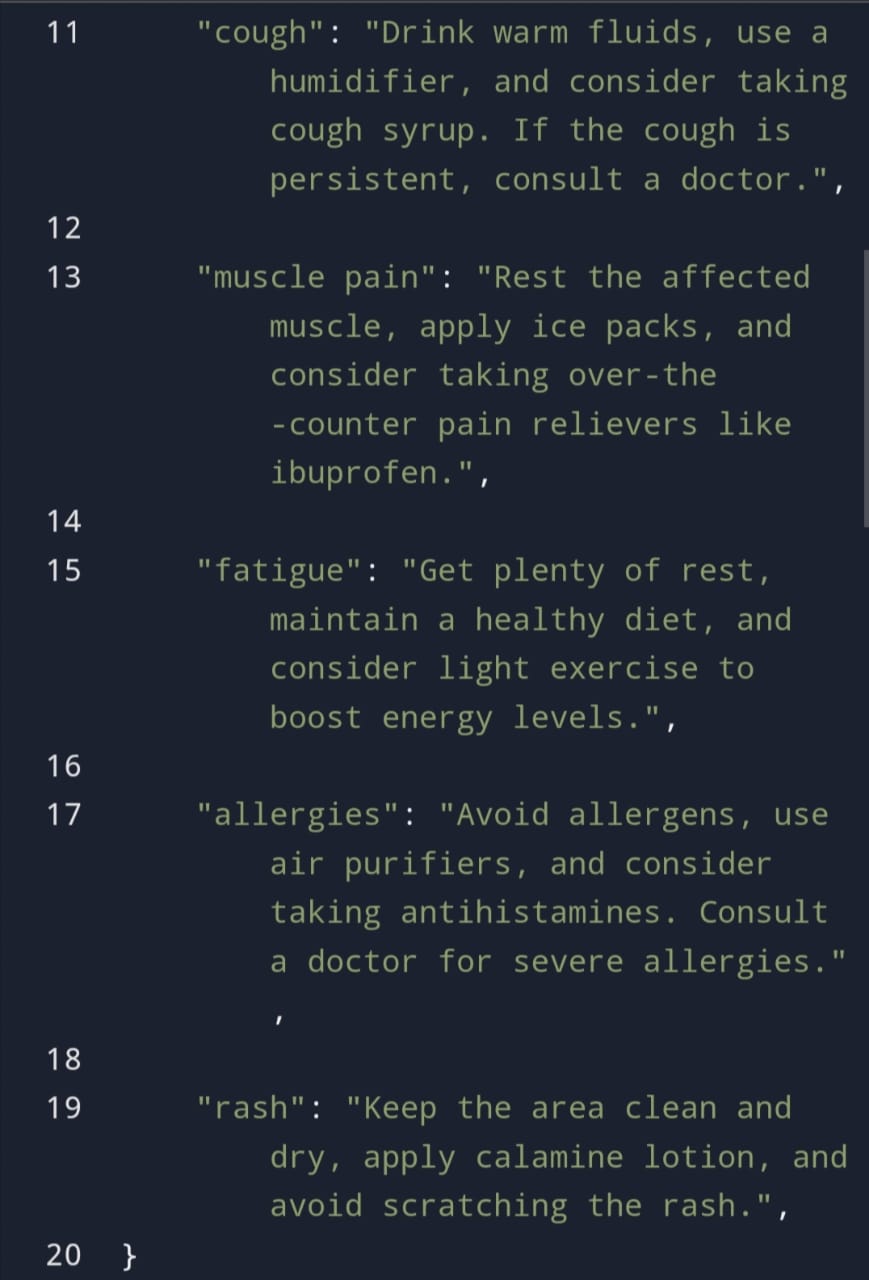 11 "cough": "Drink warm fluids, use a
humidifier, and consider taking
cough syrup. If the cough is
persistent, consult a doctor.",
12
13 "muscle pain": "Rest the affected
muscle, apply ice packs, and
consider taking over-the
-counter pain relievers like
ibuprofen.",
14
15 "fatigue": "Get plenty of rest,
maintain a healthy diet, and
consider light exercise to
boost energy levels.",
16
17 "allergies": "Avoid allergens, use
air purifiers, and consider
taking antihistamines. Consult
a doctor for severe allergies."
,
18
19 "rash": "Keep the area clean and
dry, apply calamine lotion, and
avoid scratching the rash.",
20 }